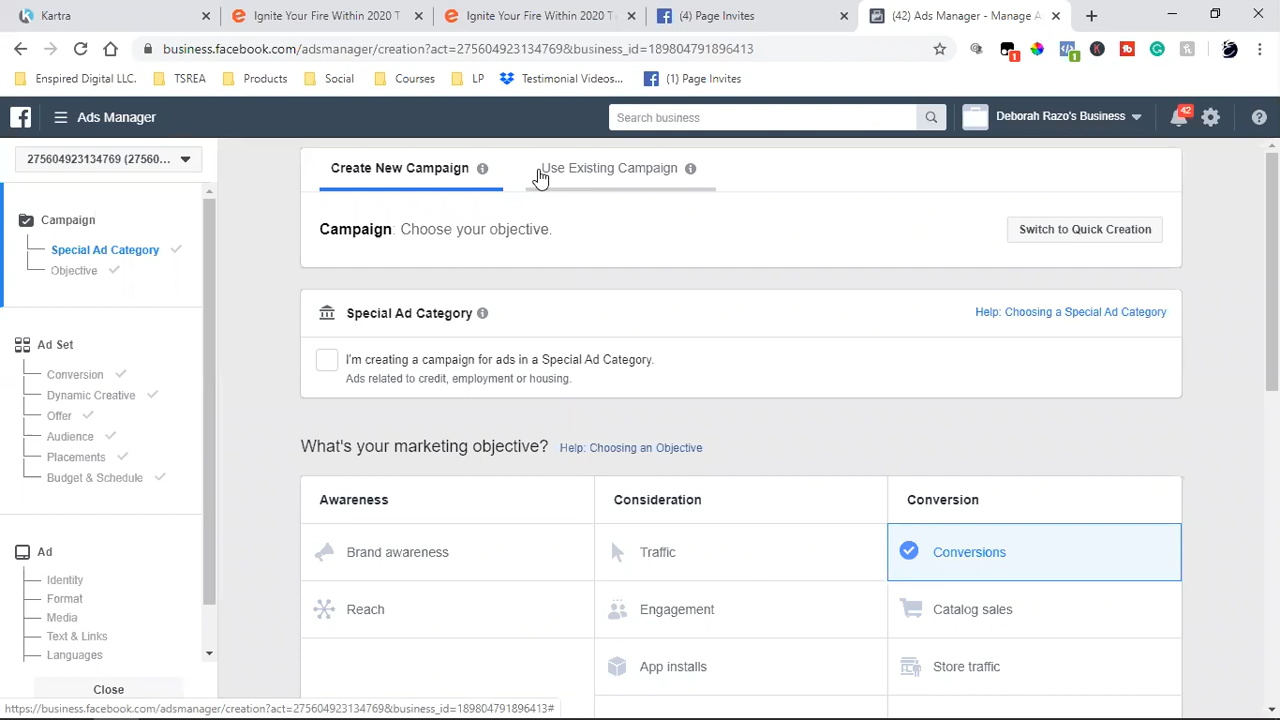 Kartra
Ignite Your Fire Within 2020 T
Ignite Your Fire Within 2020 T
(4) Page Invites
(42) Ads Manager - Manage A
business.facebook.com/adsmanager/creation?act=275604923134769&business_id=189804791896413
1
1
Enspired Digital LLC.
TSREA
Products
Social
Courses
LP
Testimonial Videos...
(1) Page Invites
Ads Manager
Search business
Deborah Razo's Business
42
275604923134769 (27560...
Campaign
Special Ad Category
Objective
Ad Set
Conversion
Dynamic Creative
Offer
Audience
Placements
Budget & Schedule
Ad
Identity
Format
Media
Text & Links
Languages
Close
Create New Campaign
Use Existing Campaign
Campaign: Choose your objective.
Switch to Quick Creation
Special Ad Category
Help: Choosing a Special Ad Category
I'm creating a campaign for ads in a Special Ad Category.
Ads related to credit, employment or housing.
What's your marketing objective?
Help: Choosing an Objective
Awareness
Consideration
Conversion
Brand awareness
Traffic
Conversions
Reach
Engagement
Catalog sales
App installs
Store traffic
https://business.facebook.com/adsmanager/creation?act=275604923134769&business_id=189804791896413#